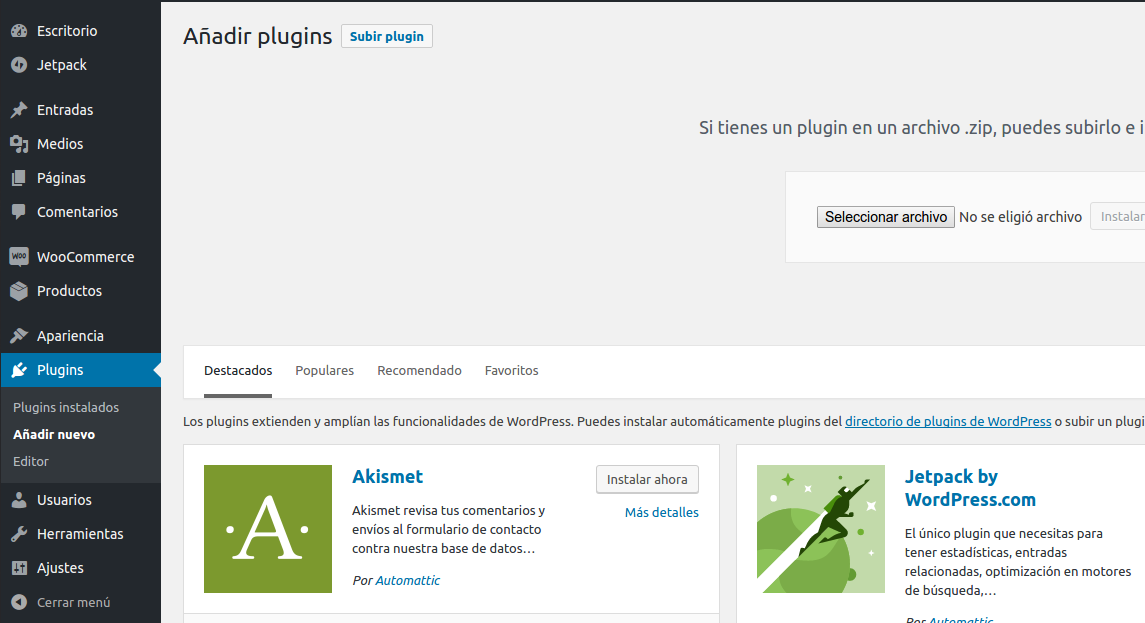 Escritorio
Jetpack
Entradas
Medios
Páginas
Comentarios
WOO WooCommerce
Productos
Apariencia
Plugins
Plugins instalados
Añadir nuevo
Editor
Usuarios
Herramientas
Ajustes
Cerrar menú
Añadir plugins Subir plugin
Si tienes un plugin en un archivo .zip, puedes subirlo e i
Seleccionar archivo No se eligió archivo Instalar
Destacados Populares Recomendado Favoritos
Los plugins extienden y amplían las funcionalidades de WordPress. Puedes instalar automáticamente plugins del directorio de plugins de WordPress o subir un plugi
A
Akismet
Instalar ahora
Más detalles
Akismet revisa tus comentarios y
envíos al formulario de contacto
contra nuestra base de datos…
Por Automattic
Jetpack by
WordPress.com
El único plugin que necesitas para
tener estadísticas, entradas
relacionadas, optimización en motores
de búsqueda,…
Por Automattic